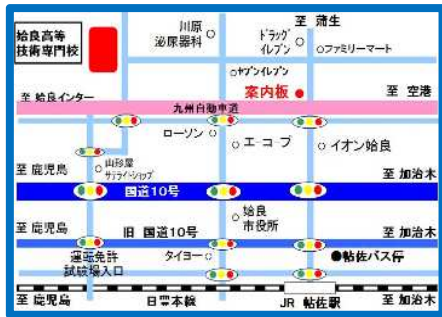 姶良高等
技術専門校
川原
泌尿器科
ドラッグ
イレブン
至 蒲生
ファミリーマート
セブンイレブン
案内板
至 姶良インター
至 空港
九州自動車道
ローソン
エーコープ
イオン姶良
山形屋
サテライトショップ
至 鹿児島
国道10号
至 加治木
姶良
市役所
至 鹿児島
旧 国道10号
至 加治木
運転免許
試験場入口
タイヨー
●帖佐バス停
至 鹿児島
日豊本線
JR 帖佐駅
至 加治木